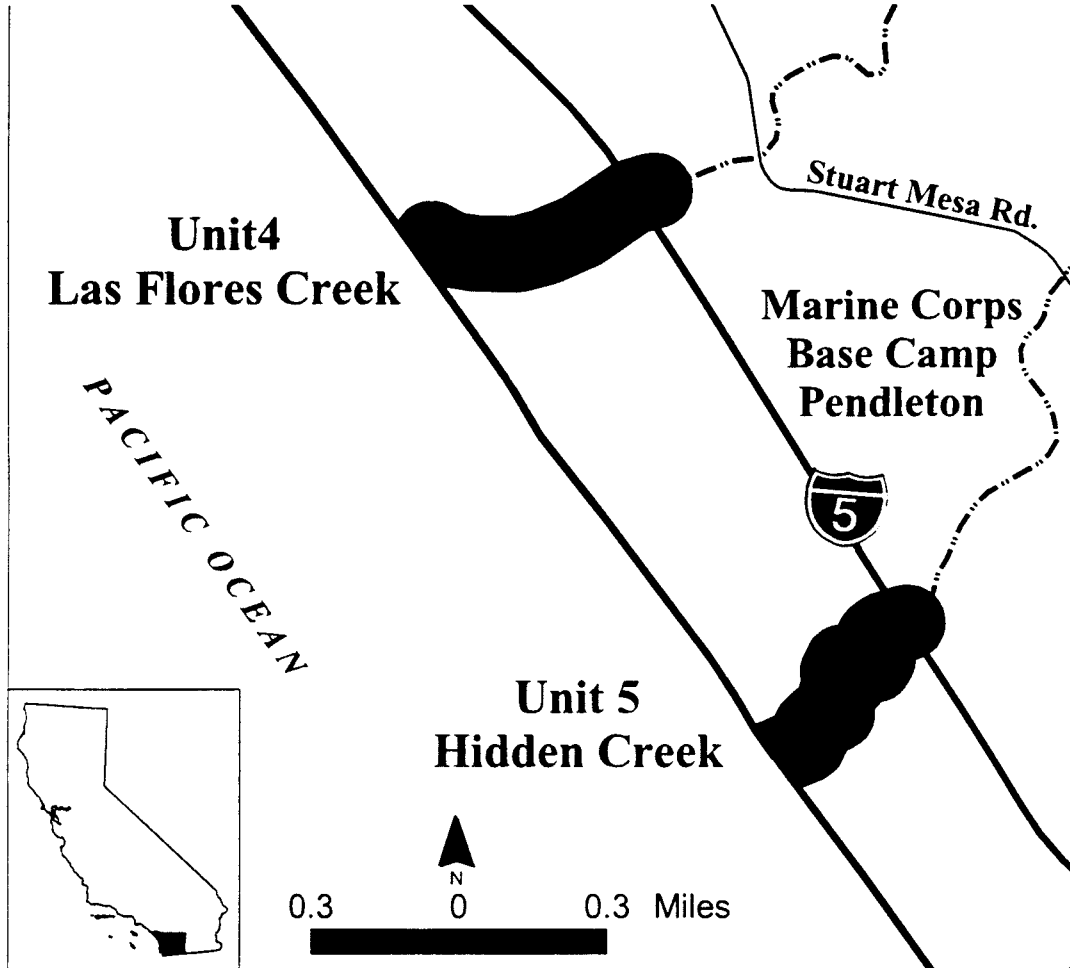 Stuart Mesa Rd.
Unit4
Las Flores Creek
Marine Corps
Base Camp
Pendleton
PACIFIC OCEAN
5
Unit 5
Hidden Creek
N
0.3 0 0.3 Miles